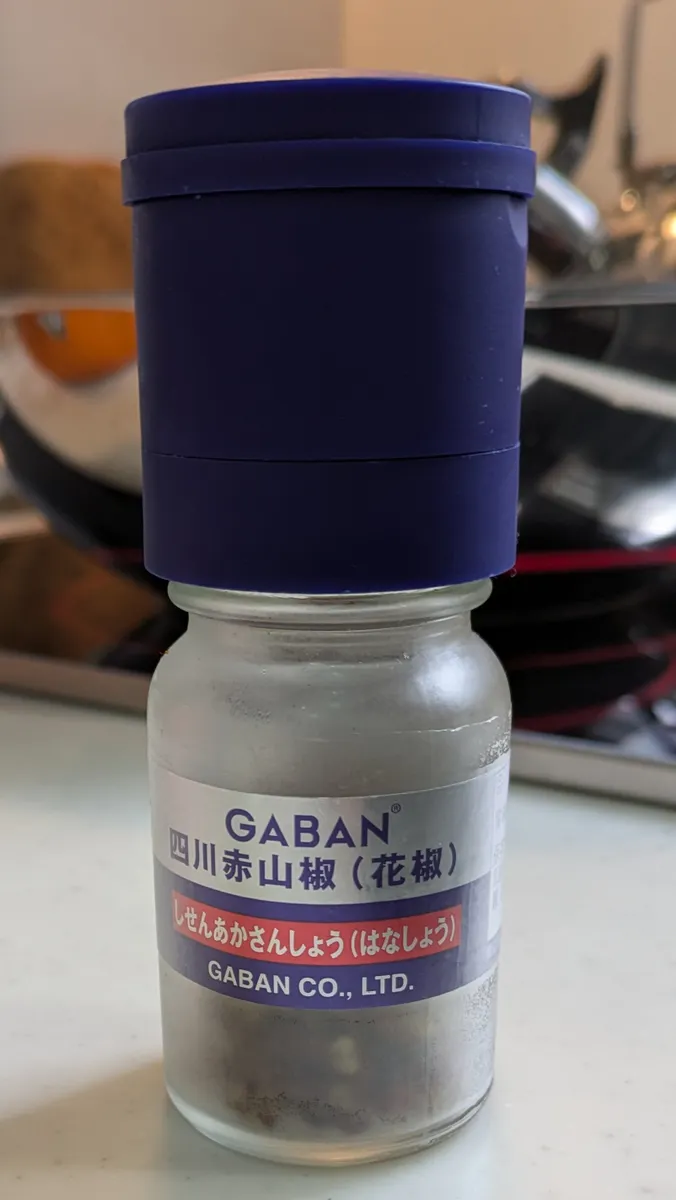 GABAN®
四川赤山椒(花椒)
しせんあかさんしょう(はなしょう)
GABAN CO., LTD.